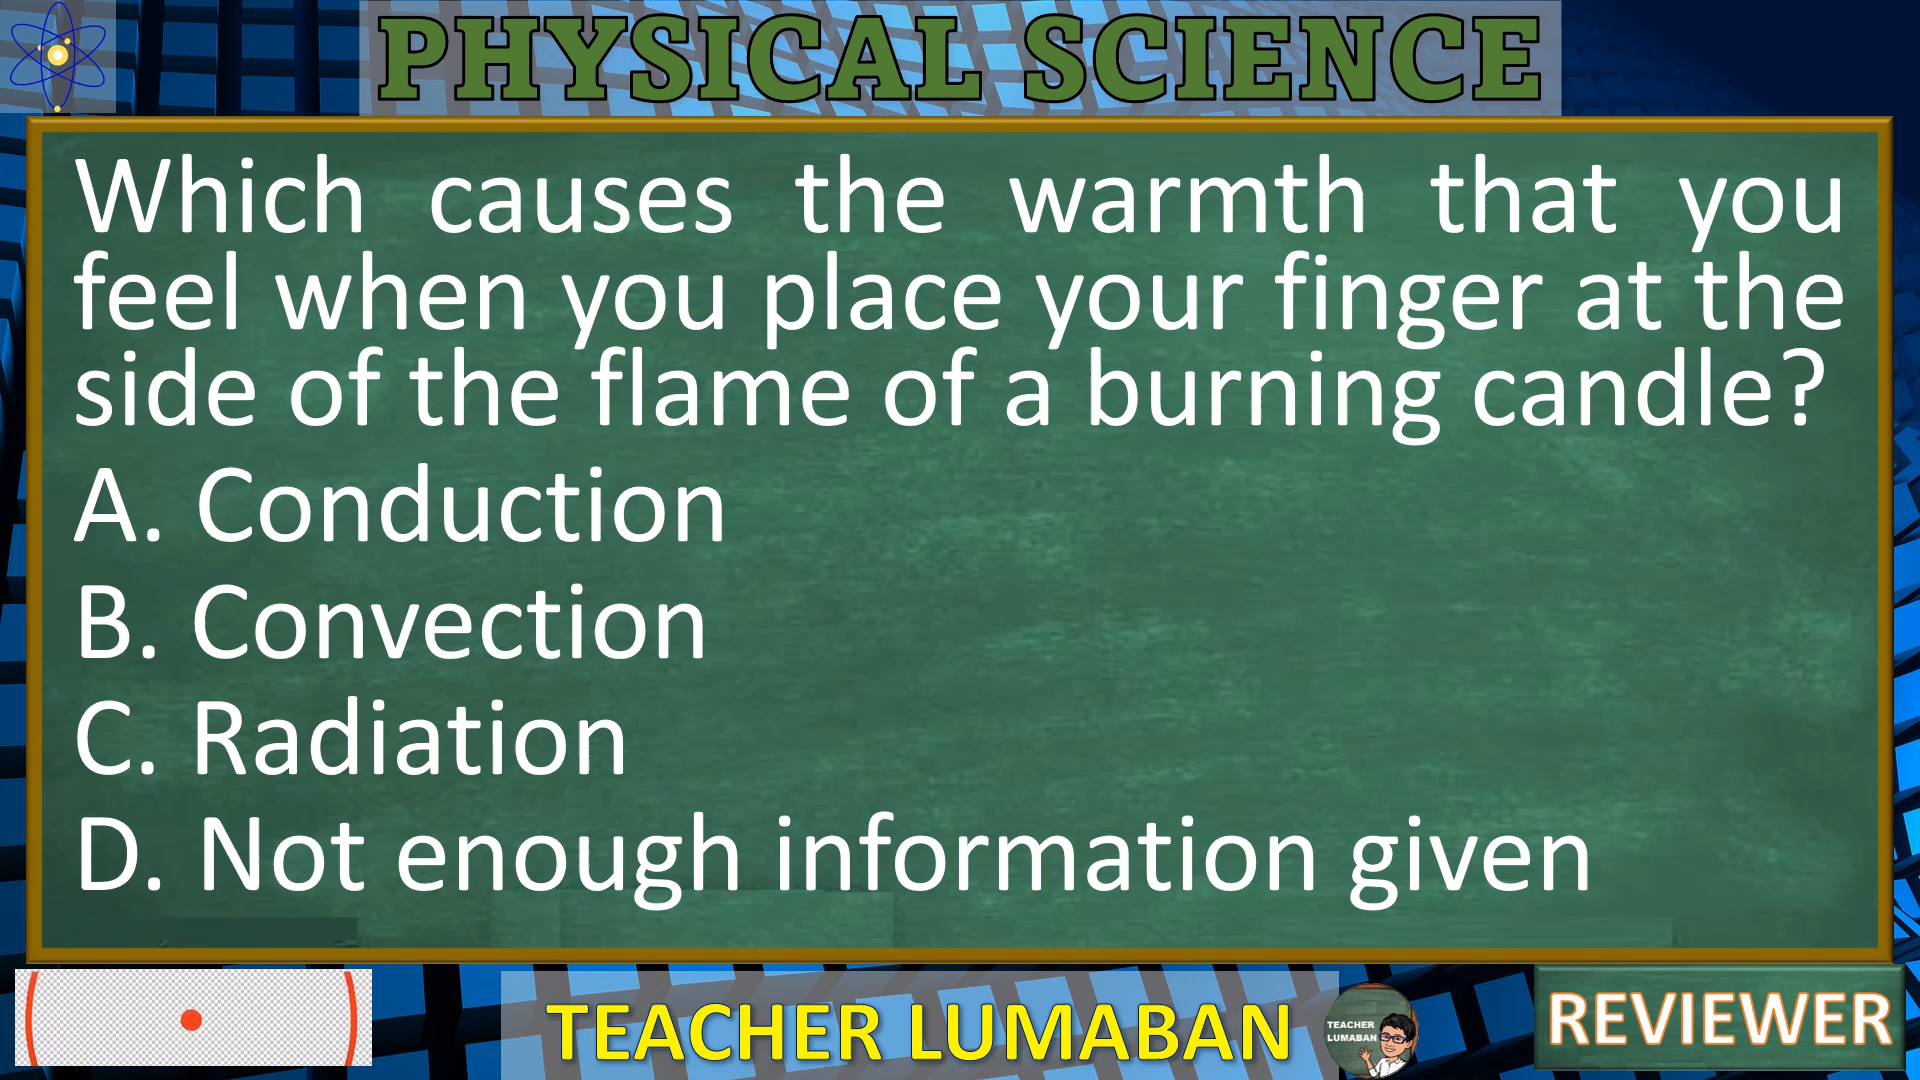 PHYSICAL SCIENCE
Which causes the warmth that you
feel when you place your finger at the
side of the flame of a burning candle?
A. Conduction
B. Convection
C. Radiation
D. Not enough information given
TEACHER LUMABAN
TEACHER
LUMABAN
REVIEWER